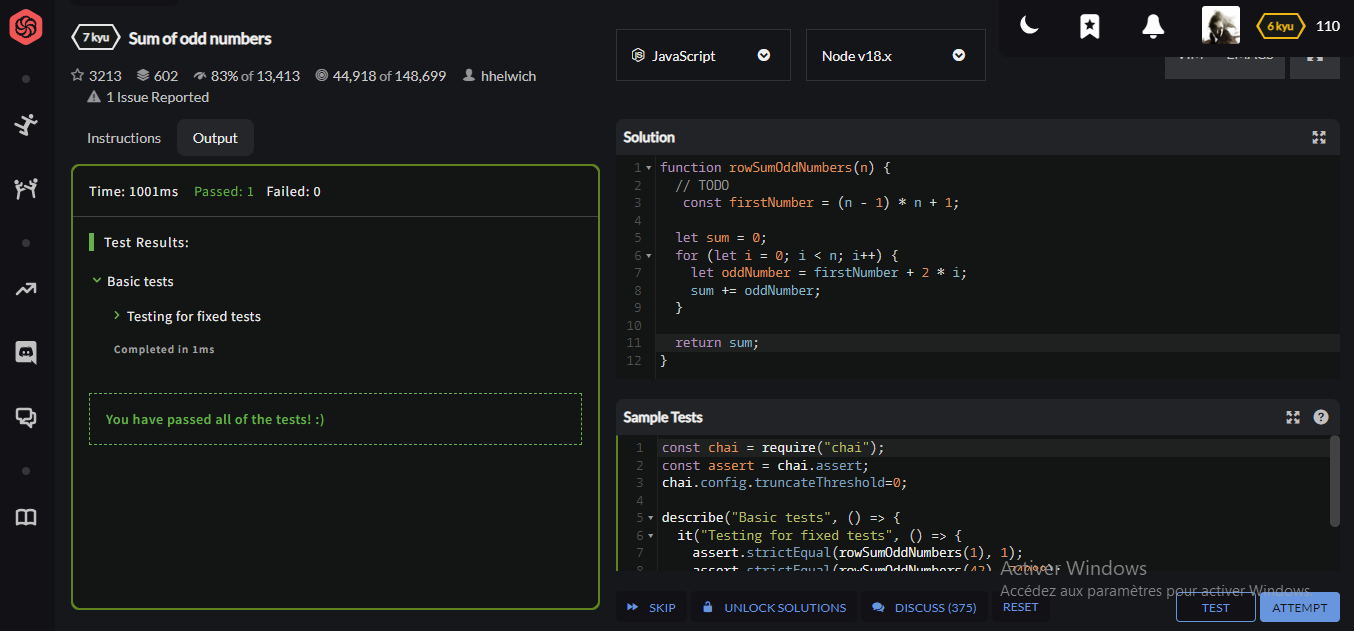 7 kyu Sum of odd numbers
3213 602 83% of 13,413 44,918 of 148,699 hhelwich
1 Issue Reported
Instructions Output
Time: 1001ms Passed: 1 Failed: 0
Test Results:
Basic tests
Testing for fixed tests
Completed in 1ms
You have passed all of the tests! :)
6 kyu 110
JavaScript Node v18.x
VIM EMACS
Solution
1 function rowSumOddNumbers(n) {
2 // TODO
3 const firstNumber = (n - 1) * n + 1;
4
5 let sum = 0;
6 for (let i = 0; i < n; i++) {
7 let oddNumber = firstNumber + 2 * i;
8 sum += oddNumber;
9 }
10
11 return sum;
12 }
Sample Tests
1 const chai = require("chai");
2 const assert = chai.assert;
3 chai.config.truncateThreshold=0;
4
5 describe("Basic tests", () => {
6 it("Testing for fixed tests", () => {
7 assert.strictEqual(rowSumOddNumbers(1), 1);
8 assert.strictEqual(rowSumOddNumbers(42),
Activer Windows
Accédez aux paramètres pour activer Windows.
SKIP UNLOCK SOLUTIONS DISCUSS (375) RESET TEST ATTEMPT